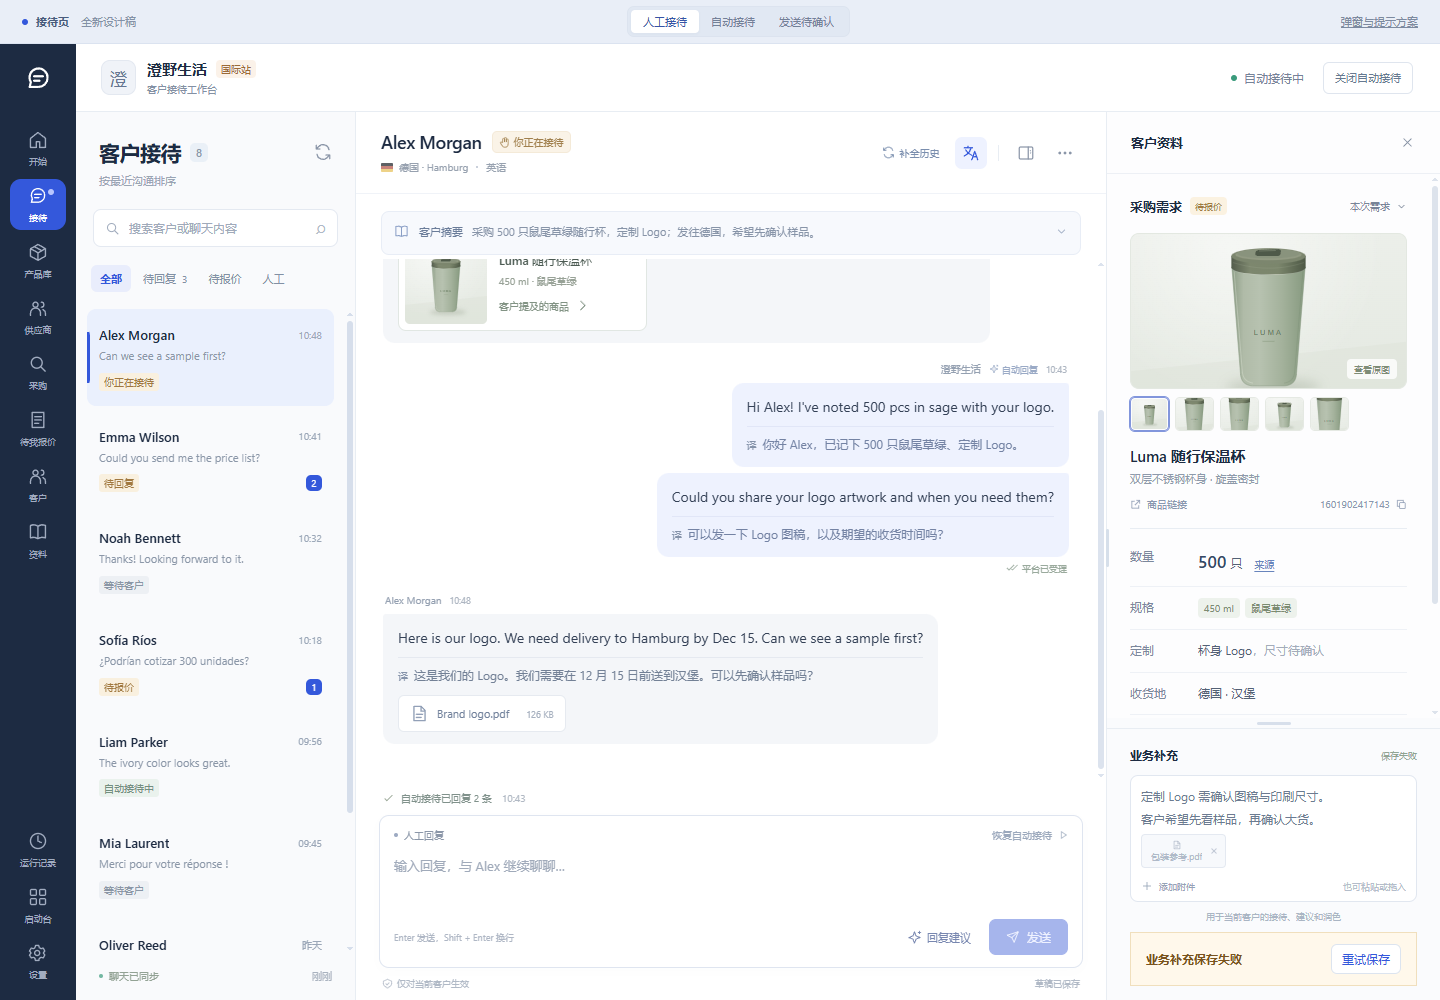 接待页 全新设计稿
人工接待 自动接待 发送待确认
弹窗与提示方案
澄
澄野生活 国际站
客户接待工作台
自动接待中
关闭自动接待
开始
接待
产品库
供应商
采购
待我报价
客户
资料
运行记录
启动台
设置
客户接待 8
按最近沟通排序
搜索客户或聊天内容
全部 待回复 3 待报价 人工
Alex Morgan 10:48
Can we see a sample first?
你正在接待
Emma Wilson 10:41
Could you send me the price list?
待回复 2
Noah Bennett 10:32
Thanks! Looking forward to it.
等待客户
Sofía Ríos 10:18
¿Podrían cotizar 300 unidades?
待报价 1
Liam Parker 09:56
The ivory color looks great.
自动接待中
Mia Laurent 09:45
Merci pour votre réponse !
等待客户
Oliver Reed 昨天
聊天已同步 刚刚
Alex Morgan 你正在接待
德国 · Hamburg · 英语
补全历史
客户摘要 采购 500 只鼠尾草绿随行杯，定制 Logo；发往德国，希望先确认样品。
Luma 随行保温杯
450 ml · 鼠尾草绿
客户提及的商品
澄野生活 自动回复 10:43
Hi Alex! I've noted 500 pcs in sage with your logo.
译 你好 Alex，已记下 500 只鼠尾草绿、定制 Logo。
Could you share your logo artwork and when you need them?
译 可以发一下 Logo 图稿，以及期望的收货时间吗？
平台已受理
Alex Morgan 10:48
Here is our logo. We need delivery to Hamburg by Dec 15. Can we see a sample first?
译 这是我们的 Logo。我们需要在 12 月 15 日前送到汉堡。可以先确认样品吗？
Brand logo.pdf 126 KB
自动接待已回复 2 条 10:43
人工回复
恢复自动接待
输入回复，与 Alex 继续聊聊...
Enter 发送，Shift + Enter 换行
回复建议
发送
仅对当前客户生效
草稿已保存
客户资料
采购需求 待报价
本次需求
LUMA
查看原图
Luma 随行保温杯
双层不锈钢杯身 · 旋盖密封
商品链接 1601902417143
数量 500 只 来源
规格 450 ml 鼠尾草绿
定制 杯身 Logo，尺寸待确认
收货地 德国 · 汉堡
业务补充 保存失败
定制 Logo 需确认图稿与印刷尺寸。
客户希望先看样品，再确认大货。
包装参考.pdf
添加附件 也可粘贴或拖入
用于当前客户的接待、建议和润色
业务补充保存失败 重试保存